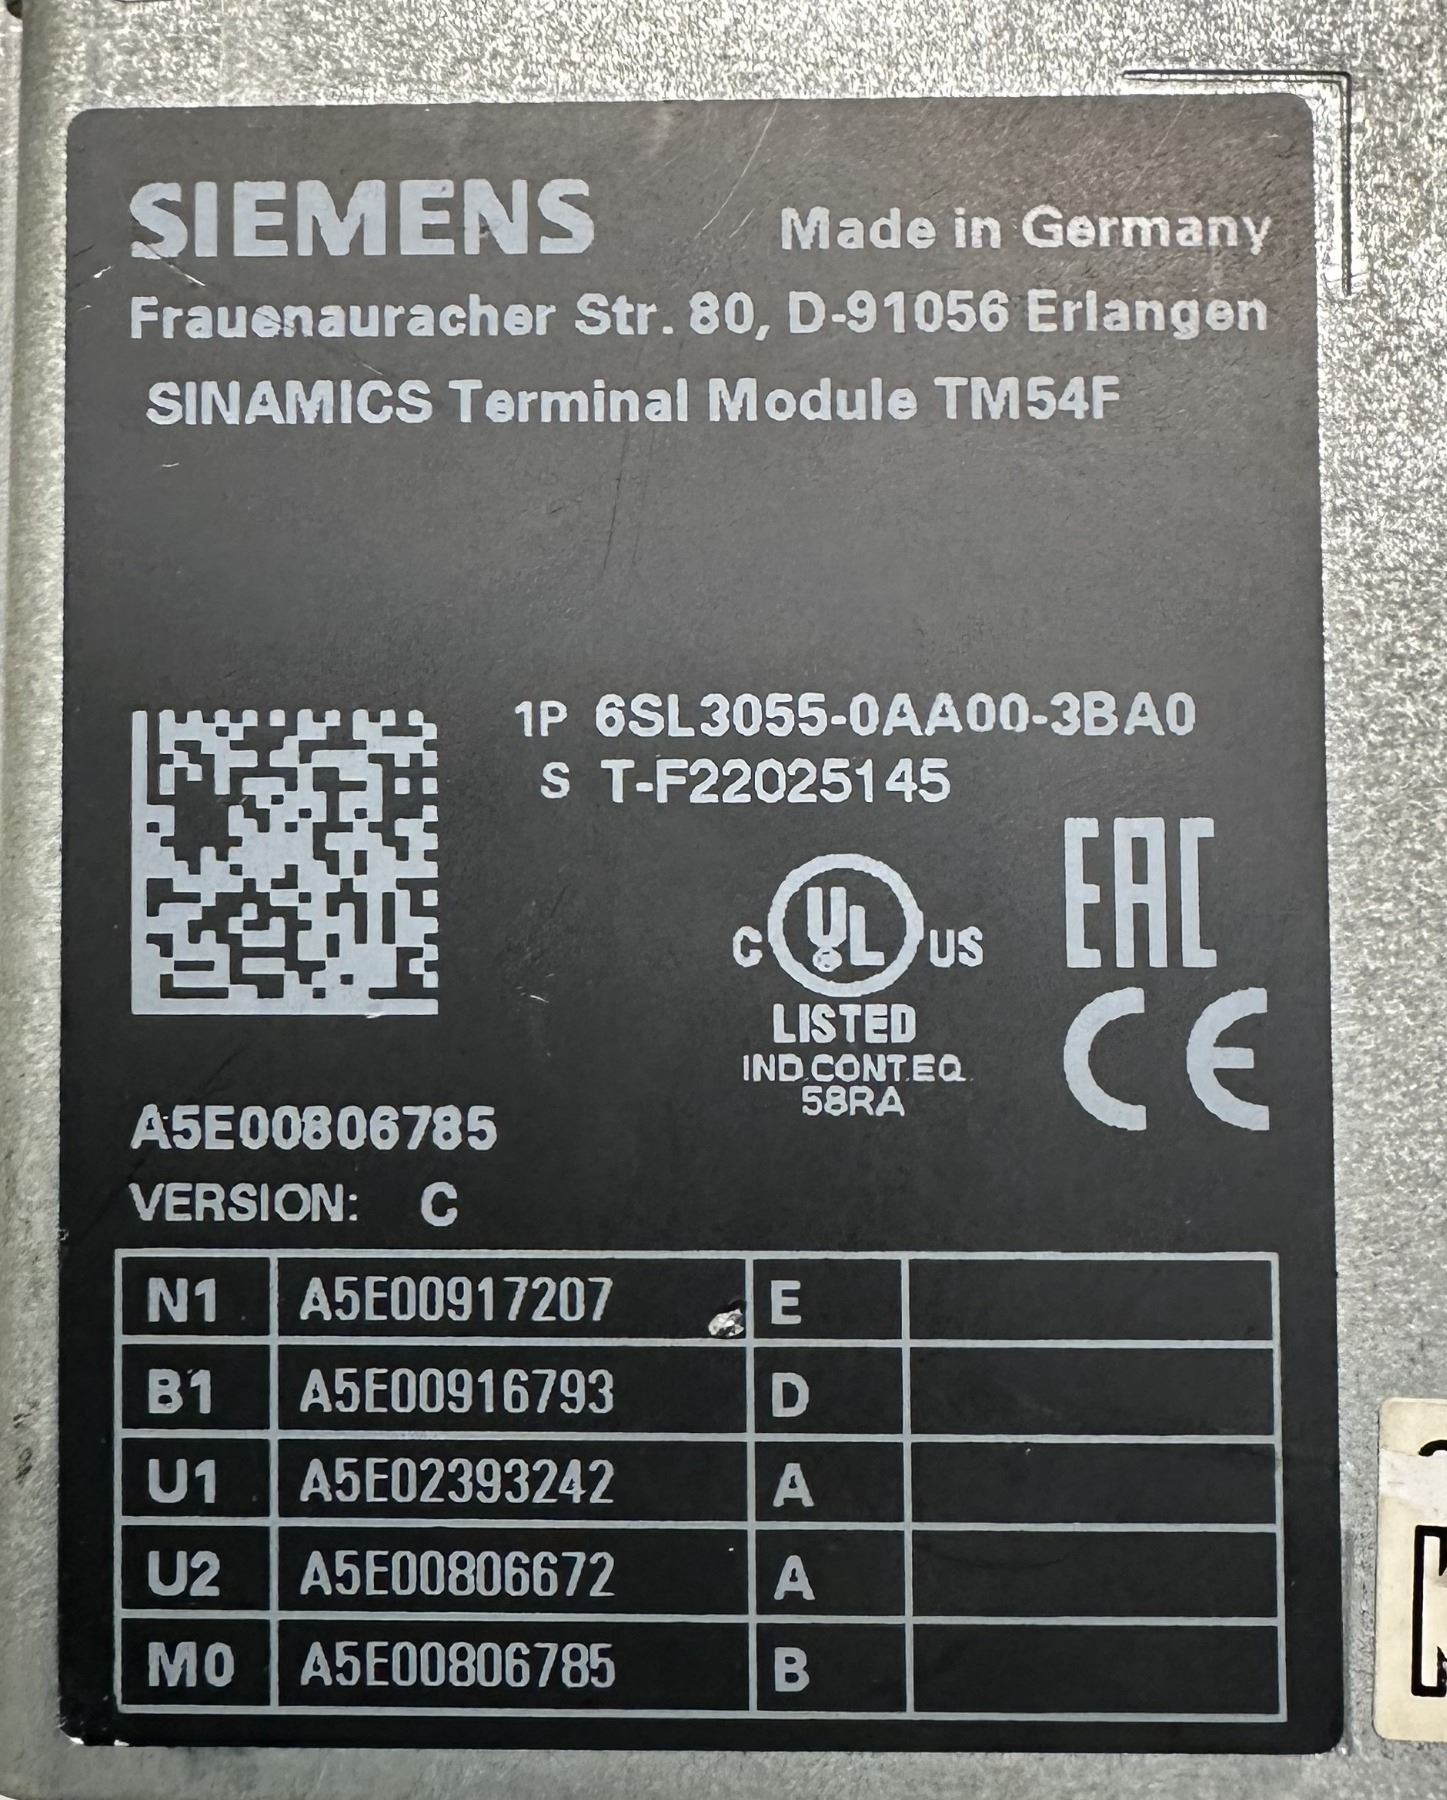 SIEMENS Made in Germany
Frauenauracher Str. 80, D-91056 Erlangen
SINAMICS Terminal Module TM54F
1P 6SL3055-0AA00-3BA0
S T-F22025145
EAC
C UL US
LISTED
IND.CONT.EQ.
58RA
CE
A5E00806785
VERSION: C
N1 A5E00917207 E
B1 A5E00916793 D
U1 A5E02393242 A
U2 A5E00806672 A
M0 A5E00806785 B